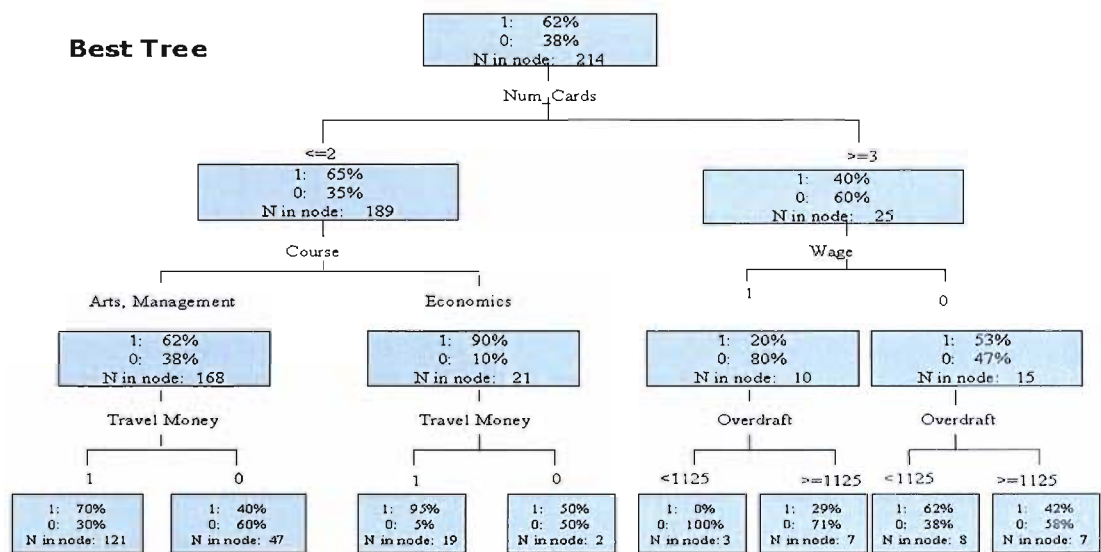 Best Tree
1: 62%
0: 38%
N in node: 214
Num_Cards
<=2
>=3
1: 65%
0: 35%
N in node: 189
1: 40%
0: 60%
N in node: 25
Course
Wage
Arts, Management
Economics
1
0
1: 62%
0: 38%
N in node: 168
1: 90%
0: 10%
N in node: 21
1: 20%
0: 80%
N in node: 10
1: 53%
0: 47%
N in node: 15
Travel Money
Travel Money
Overdraft
Overdraft
1
0
1
0
<1125
>=1125
<1125
>=1125
1: 70%
0: 30%
N in node: 121
1: 40%
0: 60%
N in node: 47
1: 95%
0: 5%
N in node: 19
1: 50%
0: 50%
N in node: 2
1: 0%
0: 100%
N in node: 3
1: 29%
0: 71%
N in node: 7
1: 62%
0: 38%
N in node: 8
1: 42%
0: 58%
N in node: 7